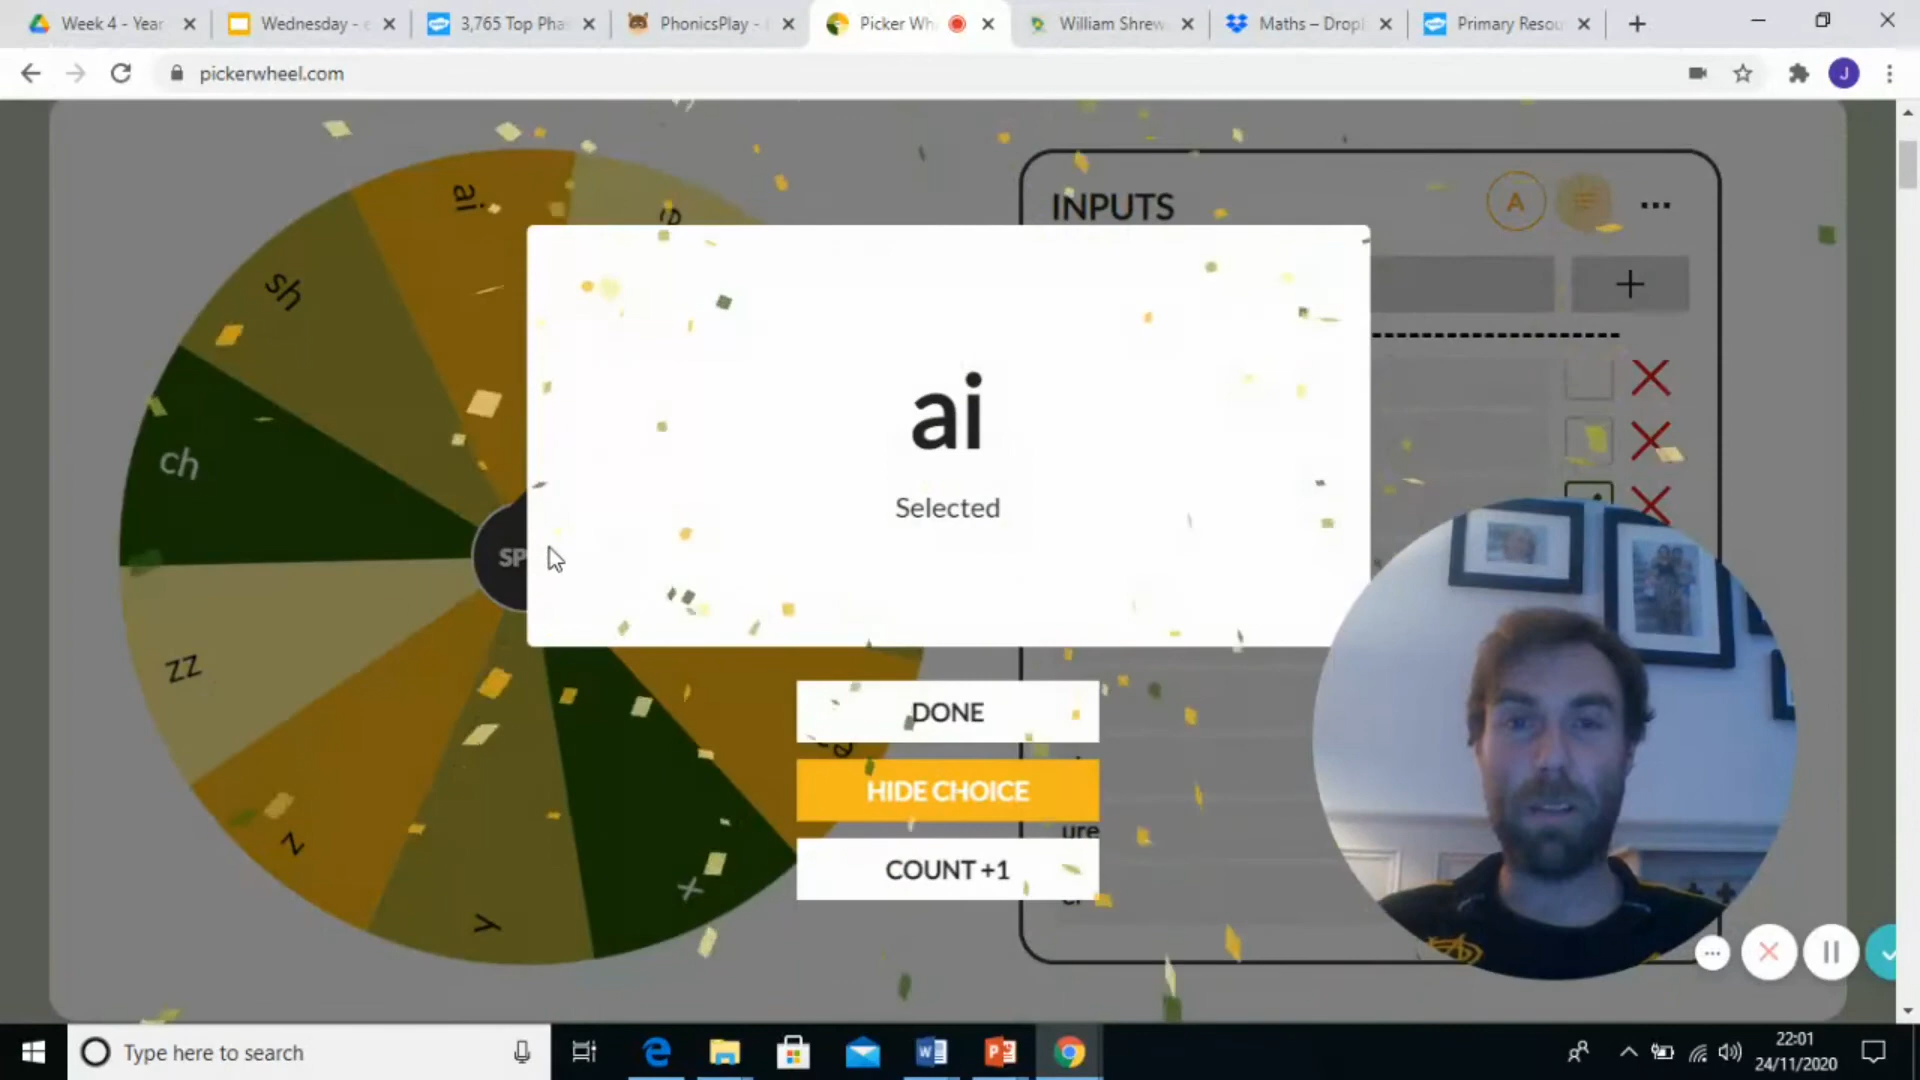 Week 4 - Year
Wednesday - e
3,765 Top Pha
PhonicsPlay -
Picker Wh
William Shrew
Maths – Dropl
Primary Resou
pickerwheel.com
J
ai
sh
ch
zz
z
y
x
SP
INPUTS
A
ai
Selected
DONE
HIDE CHOICE
COUNT +1
ure
er
Type here to search
22:01
24/11/2020